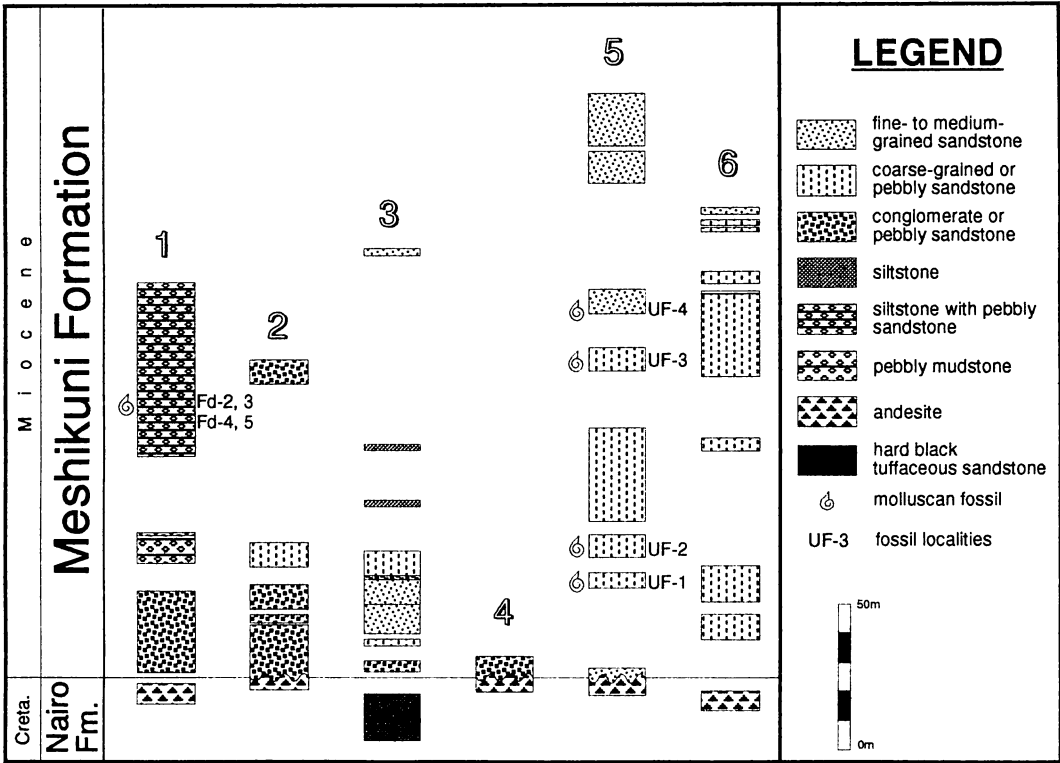 Miocene
Creta.
Meshikuni Formation
Nairo
Fm.
1
Fd-2, 3
Fd-4, 5
2
3
4
5
UF-4
UF-3
UF-2
UF-1
6
LEGEND
fine- to medium-
grained sandstone
coarse-grained or
pebbly sandstone
conglomerate or
pebbly sandstone
siltstone
siltstone with pebbly
sandstone
pebbly mudstone
andesite
hard black
tuffaceous sandstone
molluscan fossil
UF-3
fossil localities
50m
0m